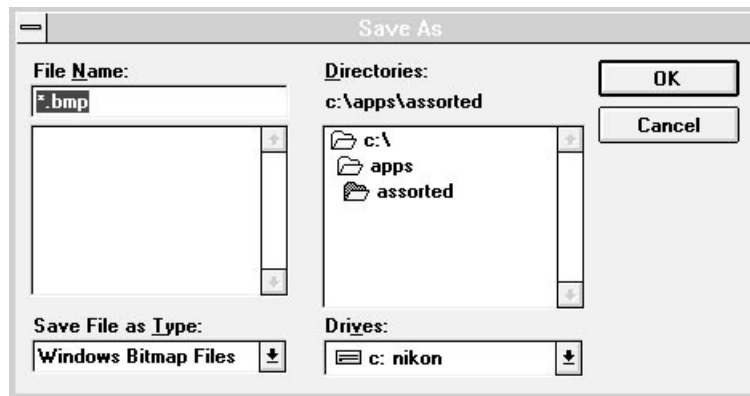 Save As
File Name:
*.bmp
Directories:
c:\apps\assorted
c:\
apps
assorted
OK
Cancel
Save File as Type:
Windows Bitmap Files
Drives:
c: nikon